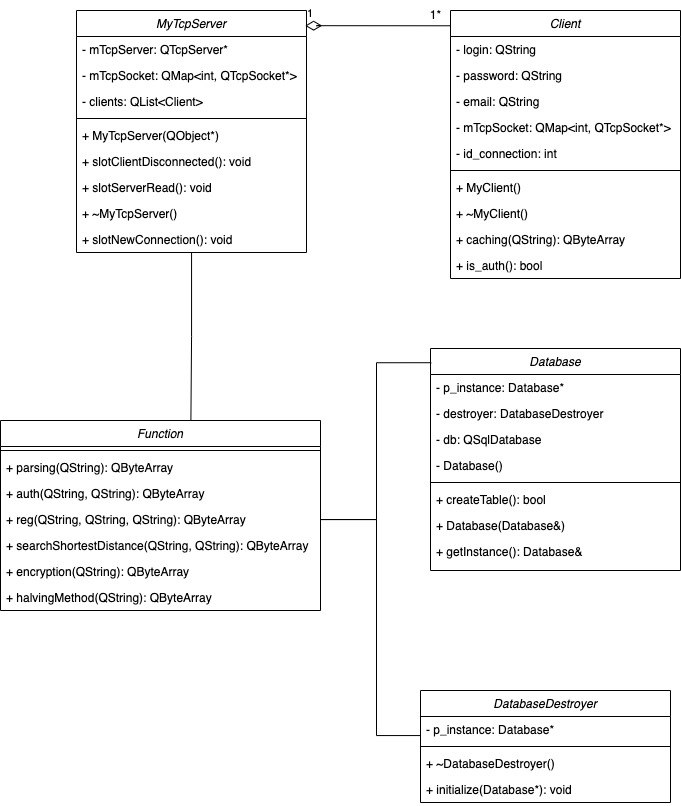 MyTcpServer
- mTcpServer: QTcpServer*
- mTcpSocket: QMap<int, QTcpSocket*>
- clients: QList<Client>
+ MyTcpServer(QObject*)
+ slotClientDisconnected(): void
+ slotServerRead(): void
+ ~MyTcpServer()
+ slotNewConnection(): void
1
1*
Client
- login: QString
- password: QString
- email: QString
- mTcpSocket: QMap<int, QTcpSocket*>
- id_connection: int
+ MyClient()
+ ~MyClient()
+ caching(QString): QByteArray
+ is_auth(): bool
Function
+ parsing(QString): QByteArray
+ auth(QString, QString): QByteArray
+ reg(QString, QString, QString): QByteArray
+ searchShortestDistance(QString, QString): QByteArray
+ encryption(QString): QByteArray
+ halvingMethod(QString): QByteArray
Database
- p_instance: Database*
- destroyer: DatabaseDestroyer
- db: QSqlDatabase
- Database()
+ createTable(): bool
+ Database(Database&)
+ getInstance(): Database&
DatabaseDestroyer
- p_instance: Database*
+ ~DatabaseDestroyer()
+ initialize(Database*): void